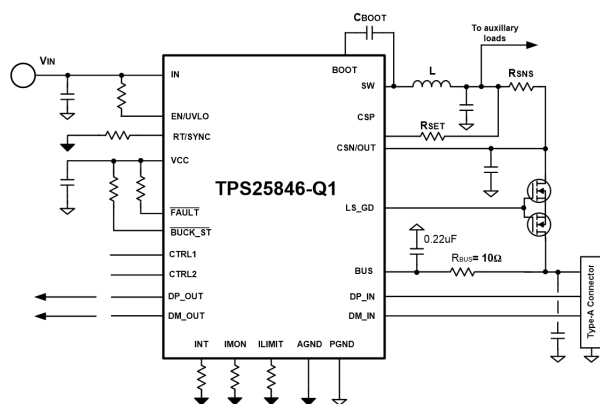 CBOOT
To auxillary
loads
VIN
BOOT
IN
SW
L
RSNS
EN/UVLO
CSP
RT/SYNC
RSET
CSN/OUT
VCC
TPS25846-Q1
FAULT
LS_GD
BUCK_ST
0.22uF
CTRL1
RBUS= 10Ω
CTRL2
BUS
DP_OUT
DP_IN
DM_OUT
DM_IN
Type-A Connector
INT IMON ILIMIT AGND PGND